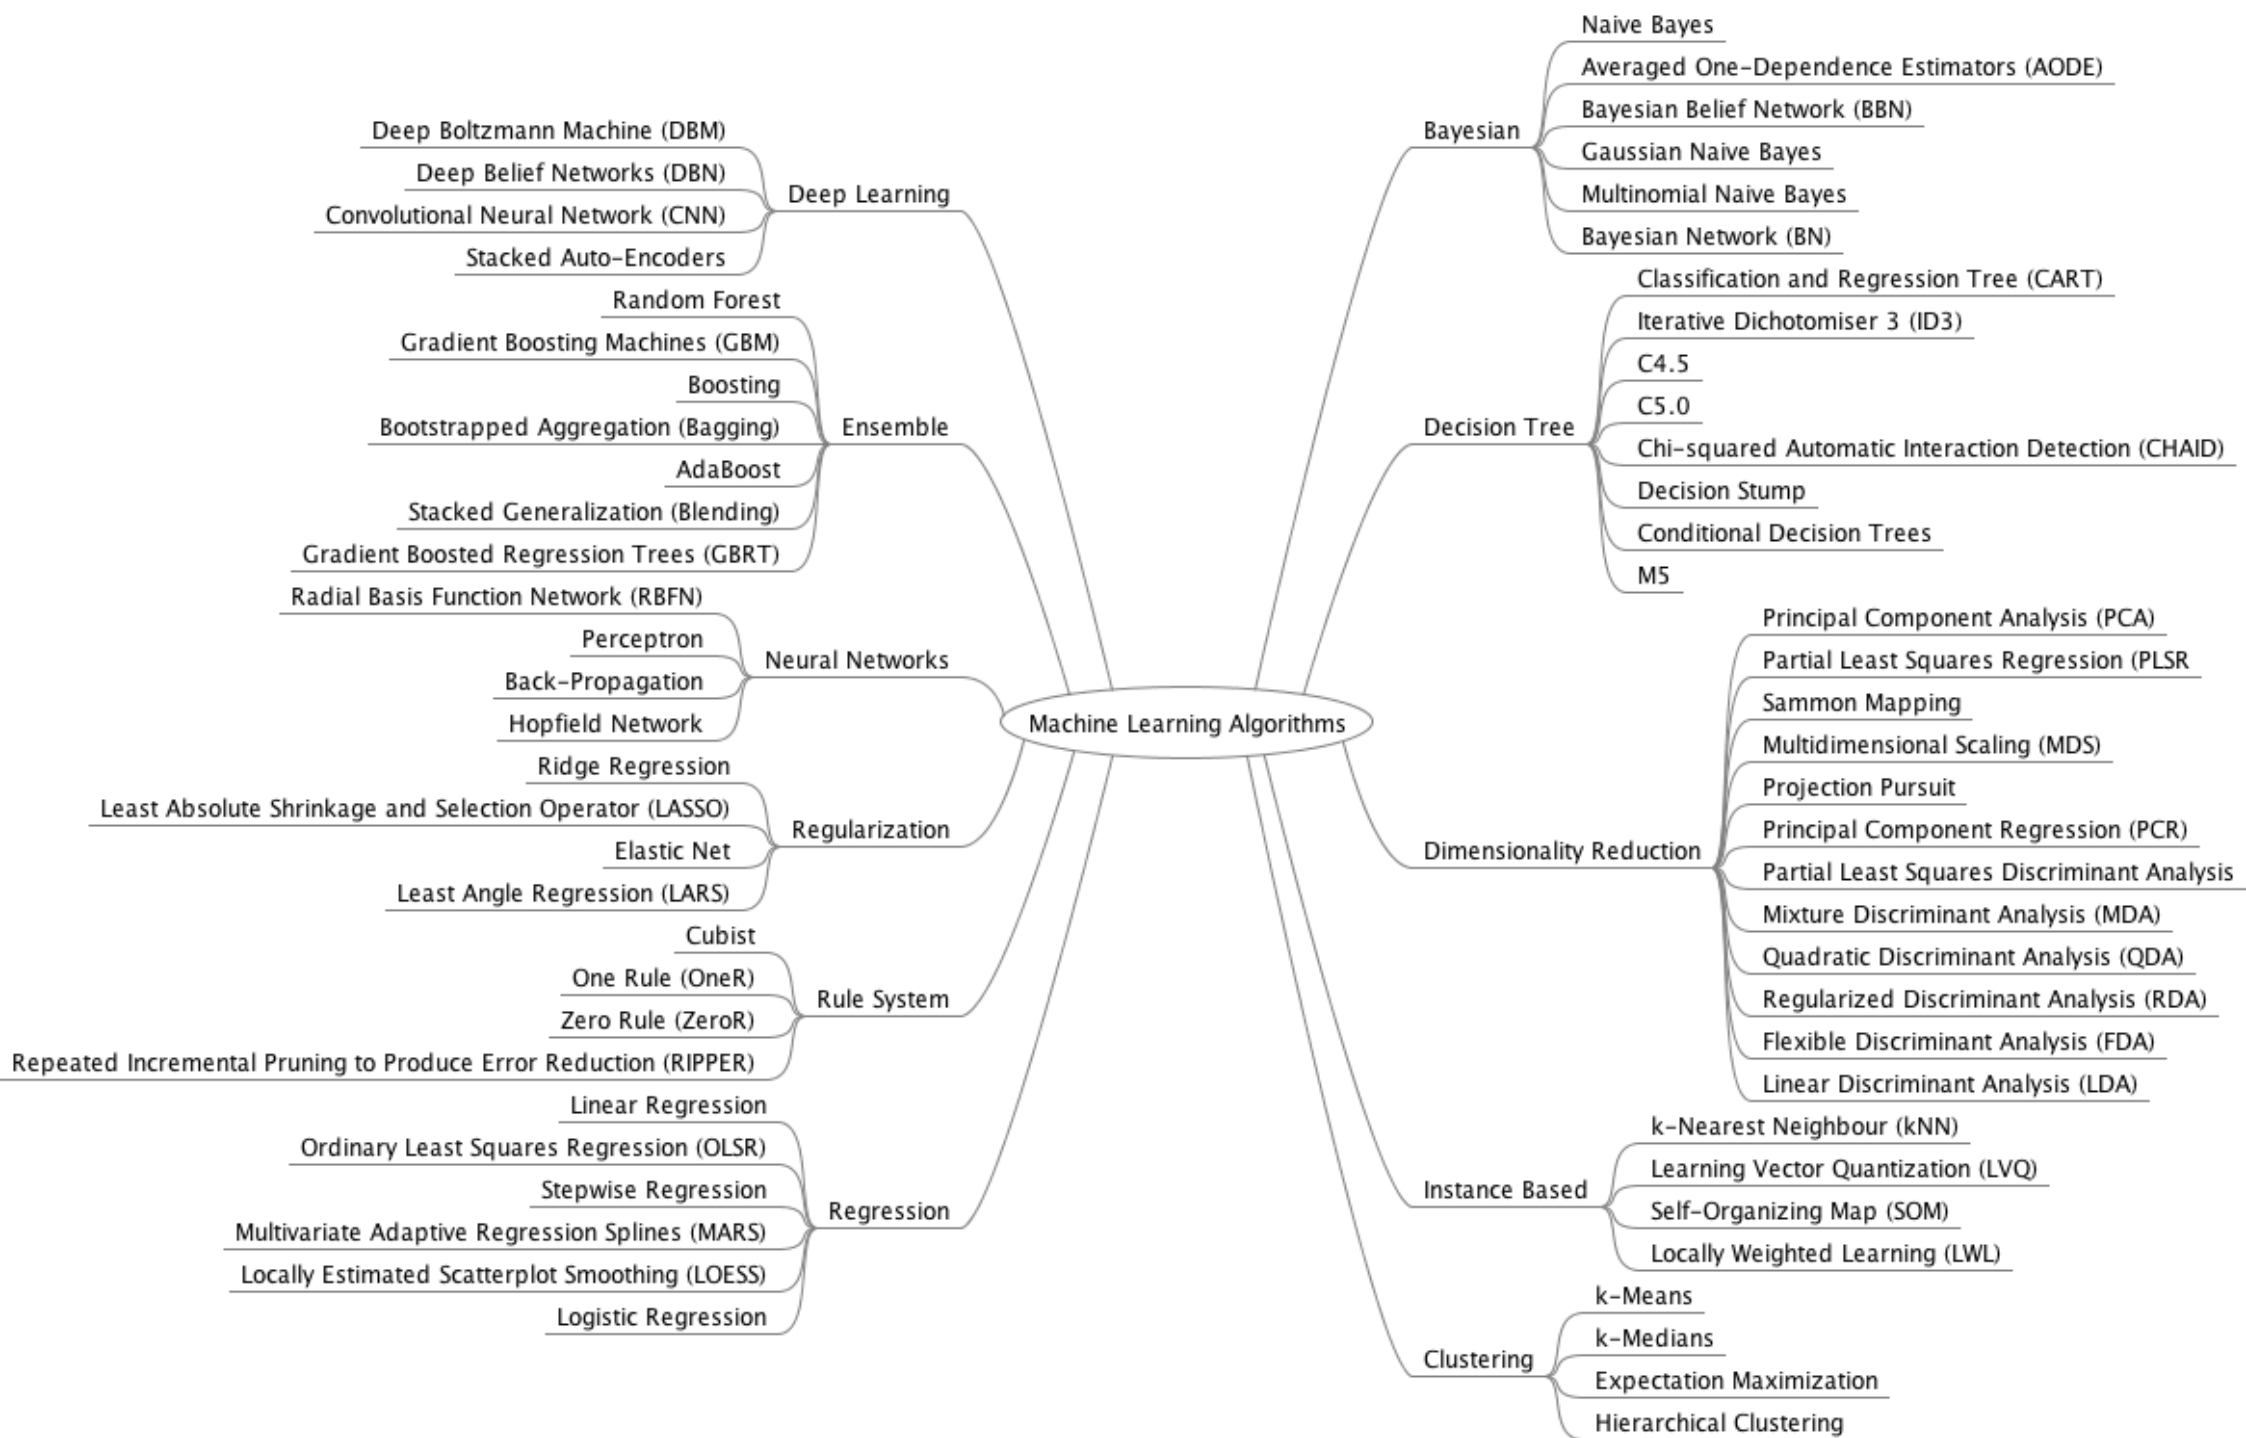 Machine Learning Algorithms
Deep Learning
Deep Boltzmann Machine (DBM)
Deep Belief Networks (DBN)
Convolutional Neural Network (CNN)
Stacked Auto-Encoders
Ensemble
Random Forest
Gradient Boosting Machines (GBM)
Boosting
Bootstrapped Aggregation (Bagging)
AdaBoost
Stacked Generalization (Blending)
Gradient Boosted Regression Trees (GBRT)
Neural Networks
Radial Basis Function Network (RBFN)
Perceptron
Back-Propagation
Hopfield Network
Regularization
Ridge Regression
Least Absolute Shrinkage and Selection Operator (LASSO)
Elastic Net
Least Angle Regression (LARS)
Rule System
Cubist
One Rule (OneR)
Zero Rule (ZeroR)
Repeated Incremental Pruning to Produce Error Reduction (RIPPER)
Regression
Linear Regression
Ordinary Least Squares Regression (OLSR)
Stepwise Regression
Multivariate Adaptive Regression Splines (MARS)
Locally Estimated Scatterplot Smoothing (LOESS)
Logistic Regression
Bayesian
Naive Bayes
Averaged One-Dependence Estimators (AODE)
Bayesian Belief Network (BBN)
Gaussian Naive Bayes
Multinomial Naive Bayes
Bayesian Network (BN)
Decision Tree
Classification and Regression Tree (CART)
Iterative Dichotomiser 3 (ID3)
C4.5
C5.0
Chi-squared Automatic Interaction Detection (CHAID)
Decision Stump
Conditional Decision Trees
M5
Dimensionality Reduction
Principal Component Analysis (PCA)
Partial Least Squares Regression (PLSR
Sammon Mapping
Multidimensional Scaling (MDS)
Projection Pursuit
Principal Component Regression (PCR)
Partial Least Squares Discriminant Analysis
Mixture Discriminant Analysis (MDA)
Quadratic Discriminant Analysis (QDA)
Regularized Discriminant Analysis (RDA)
Flexible Discriminant Analysis (FDA)
Linear Discriminant Analysis (LDA)
Instance Based
k-Nearest Neighbour (kNN)
Learning Vector Quantization (LVQ)
Self-Organizing Map (SOM)
Locally Weighted Learning (LWL)
Clustering
k-Means
k-Medians
Expectation Maximization
Hierarchical Clustering